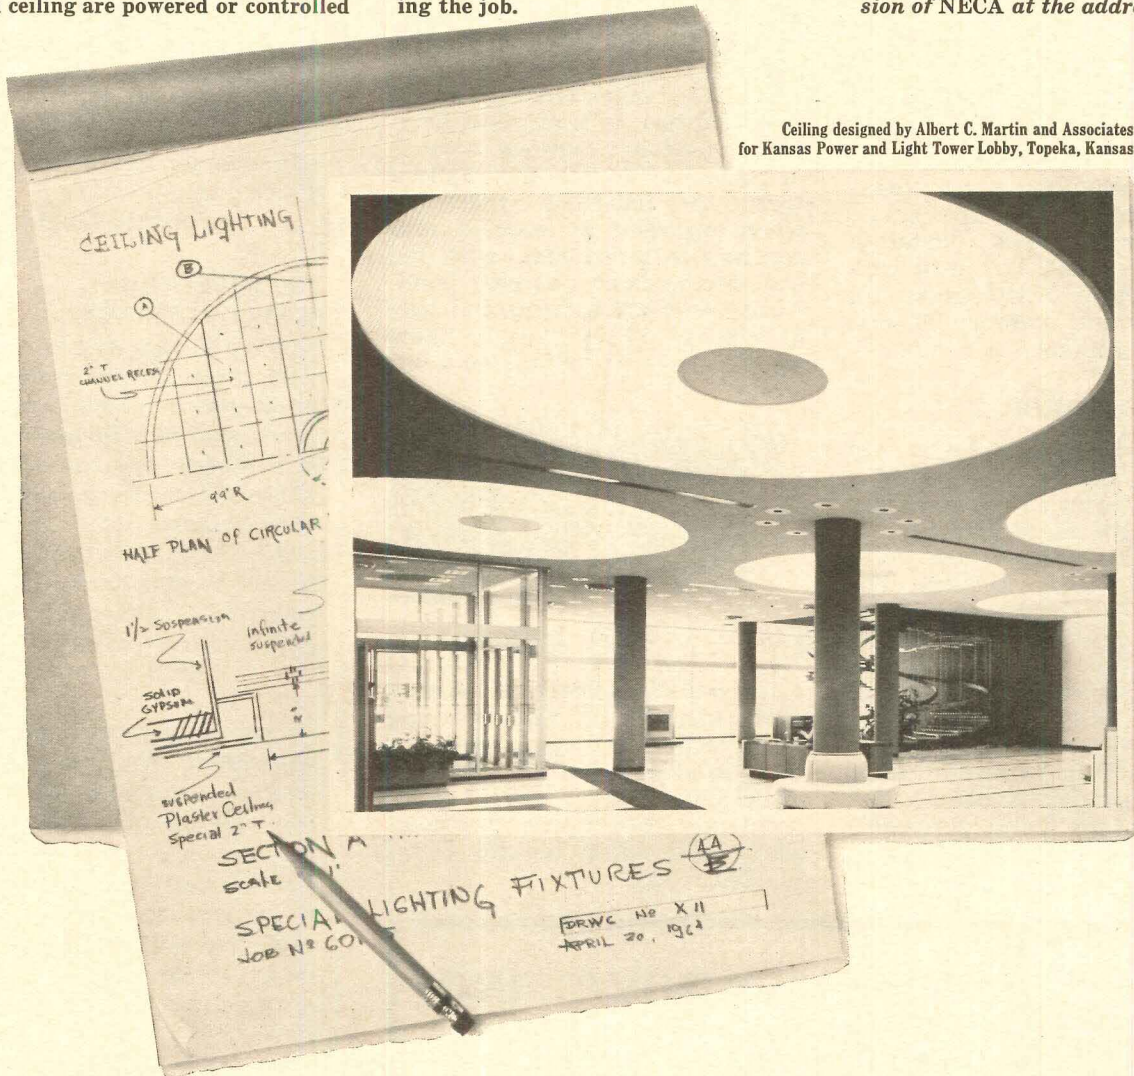 ceiling are powered or controlled
ing the job.
sion of NECA at the addr
Ceiling designed by Albert C. Martin and Associates
for Kansas Power and Light Tower Lobby, Topeka, Kansas
CEILING LIGHTING
B
A
2" T
CHANNEL RECESS
99"R
HALF PLAN OF CIRCULAR
1½ Suspension
infinite
suspended
SOLID
GYPSUM
suspended
Plaster Ceiling
Special 2" T
SECTION A
Scale 1'
SPECIAL LIGHTING FIXTURES
JOB Nº 601
DRWG Nº X11
APRIL 20, 1964